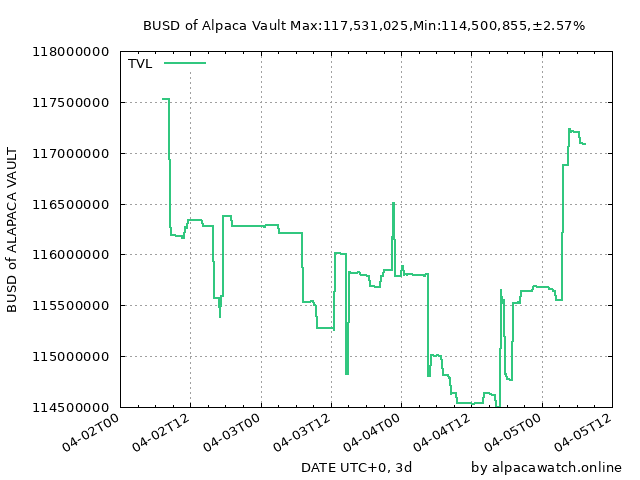 BUSD of Alpaca Vault Max:117,531,025,Min:114,500,855,±2.57%
TVL
118000000
117500000
117000000
116500000
116000000
115500000
115000000
114500000
BUSD of ALAPACA VAULT
04-02T00
04-02T12
04-03T00
04-03T12
04-04T00
04-04T12
04-05T00
04-05T12
DATE UTC+0, 3d
by alpacawatch.online